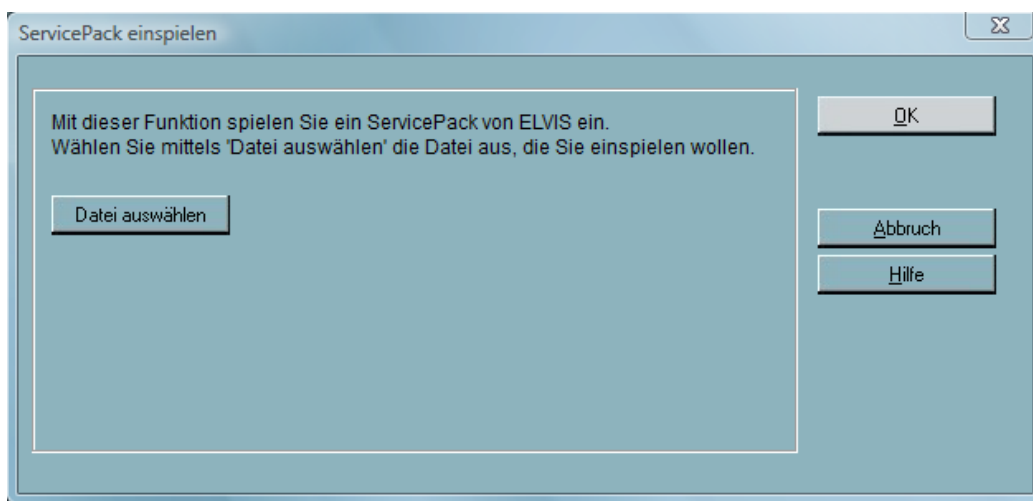 ServicePack einspielen
Mit dieser Funktion spielen Sie ein ServicePack von ELVIS ein.
Wählen Sie mittels 'Datei auswählen' die Datei aus, die Sie einspielen wollen.
Datei auswählen
OK
Abbruch
Hilfe